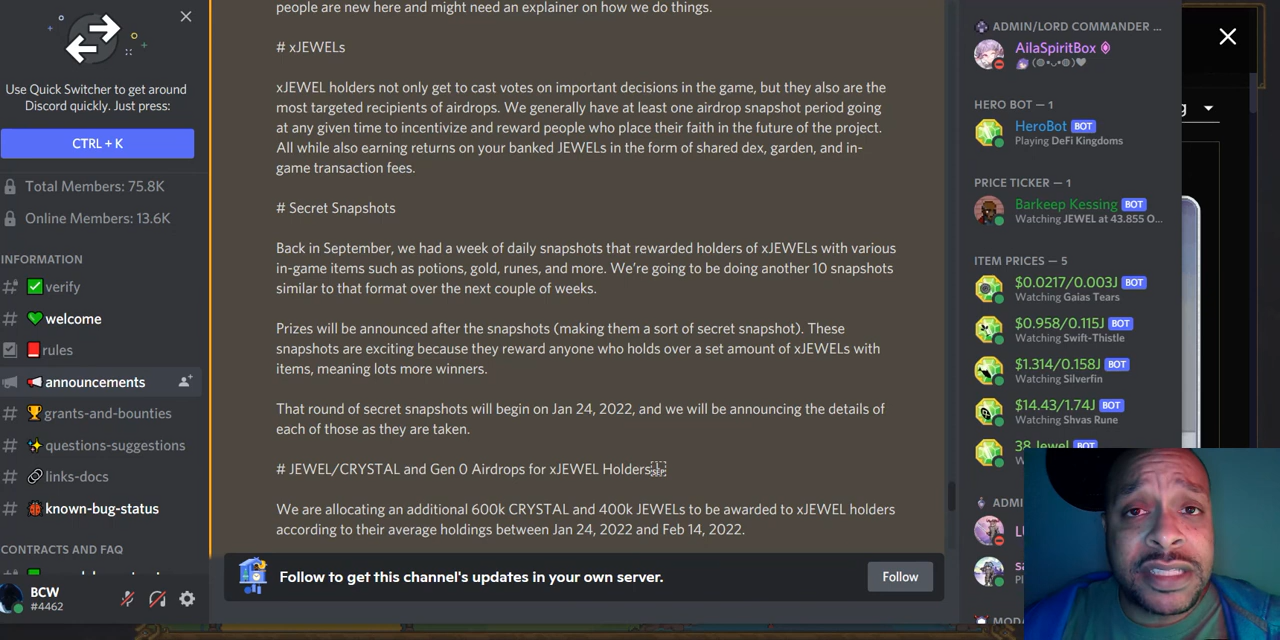 Use Quick Switcher to get around
Discord quickly. Just press:
CTRL + K
Total Members: 75.8K
Online Members: 13.6K
INFORMATION
verify
welcome
rules
announcements
grants-and-bounties
questions-suggestions
links-docs
known-bug-status
CONTRACTS AND FAQ
BCW
#4462
people are new here and might need an explainer on how we do things.
# xJEWELs
xJEWEL holders not only get to cast votes on important decisions in the game, but they also are the
most targeted recipients of airdrops. We generally have at least one airdrop snapshot period going
at any given time to incentivize and reward people who place their faith in the future of the project.
All while also earning returns on your banked JEWELs in the form of shared dex, garden, and in-
game transaction fees.
# Secret Snapshots
Back in September, we had a week of daily snapshots that rewarded holders of xJEWELs with various
in-game items such as potions, gold, runes, and more. We’re going to be doing another 10 snapshots
similar to that format over the next couple of weeks.
Prizes will be announced after the snapshots (making them a sort of secret snapshot). These
snapshots are exciting because they reward anyone who holds over a set amount of xJEWELs with
items, meaning lots more winners.
That round of secret snapshots will begin on Jan 24, 2022, and we will be announcing the details of
each of those as they are taken.
# JEWEL/CRYSTAL and Gen 0 Airdrops for xJEWEL Holders
We are allocating an additional 600k CRYSTAL and 400k JEWELs to be awarded to xJEWEL holders
according to their average holdings between Jan 24, 2022 and Feb 14, 2022.
Follow to get this channel's updates in your own server.
Follow
ADMIN/LORD COMMANDER ...
AilaSpiritBox
HERO BOT — 1
HeroBot BOT
Playing DeFi Kingdoms
PRICE TICKER — 1
Barkeep Kessing BOT
Watching JEWEL at 43.855 O...
ITEM PRICES — 5
$0.0217/0.003J BOT
Watching Gaias Tears
$0.958/0.115J BOT
Watching Swift-Thistle
$1.314/0.158J BOT
Watching Silverfin
$14.43/1.74J BOT
Watching Shvas Rune
38 Jewel BOT